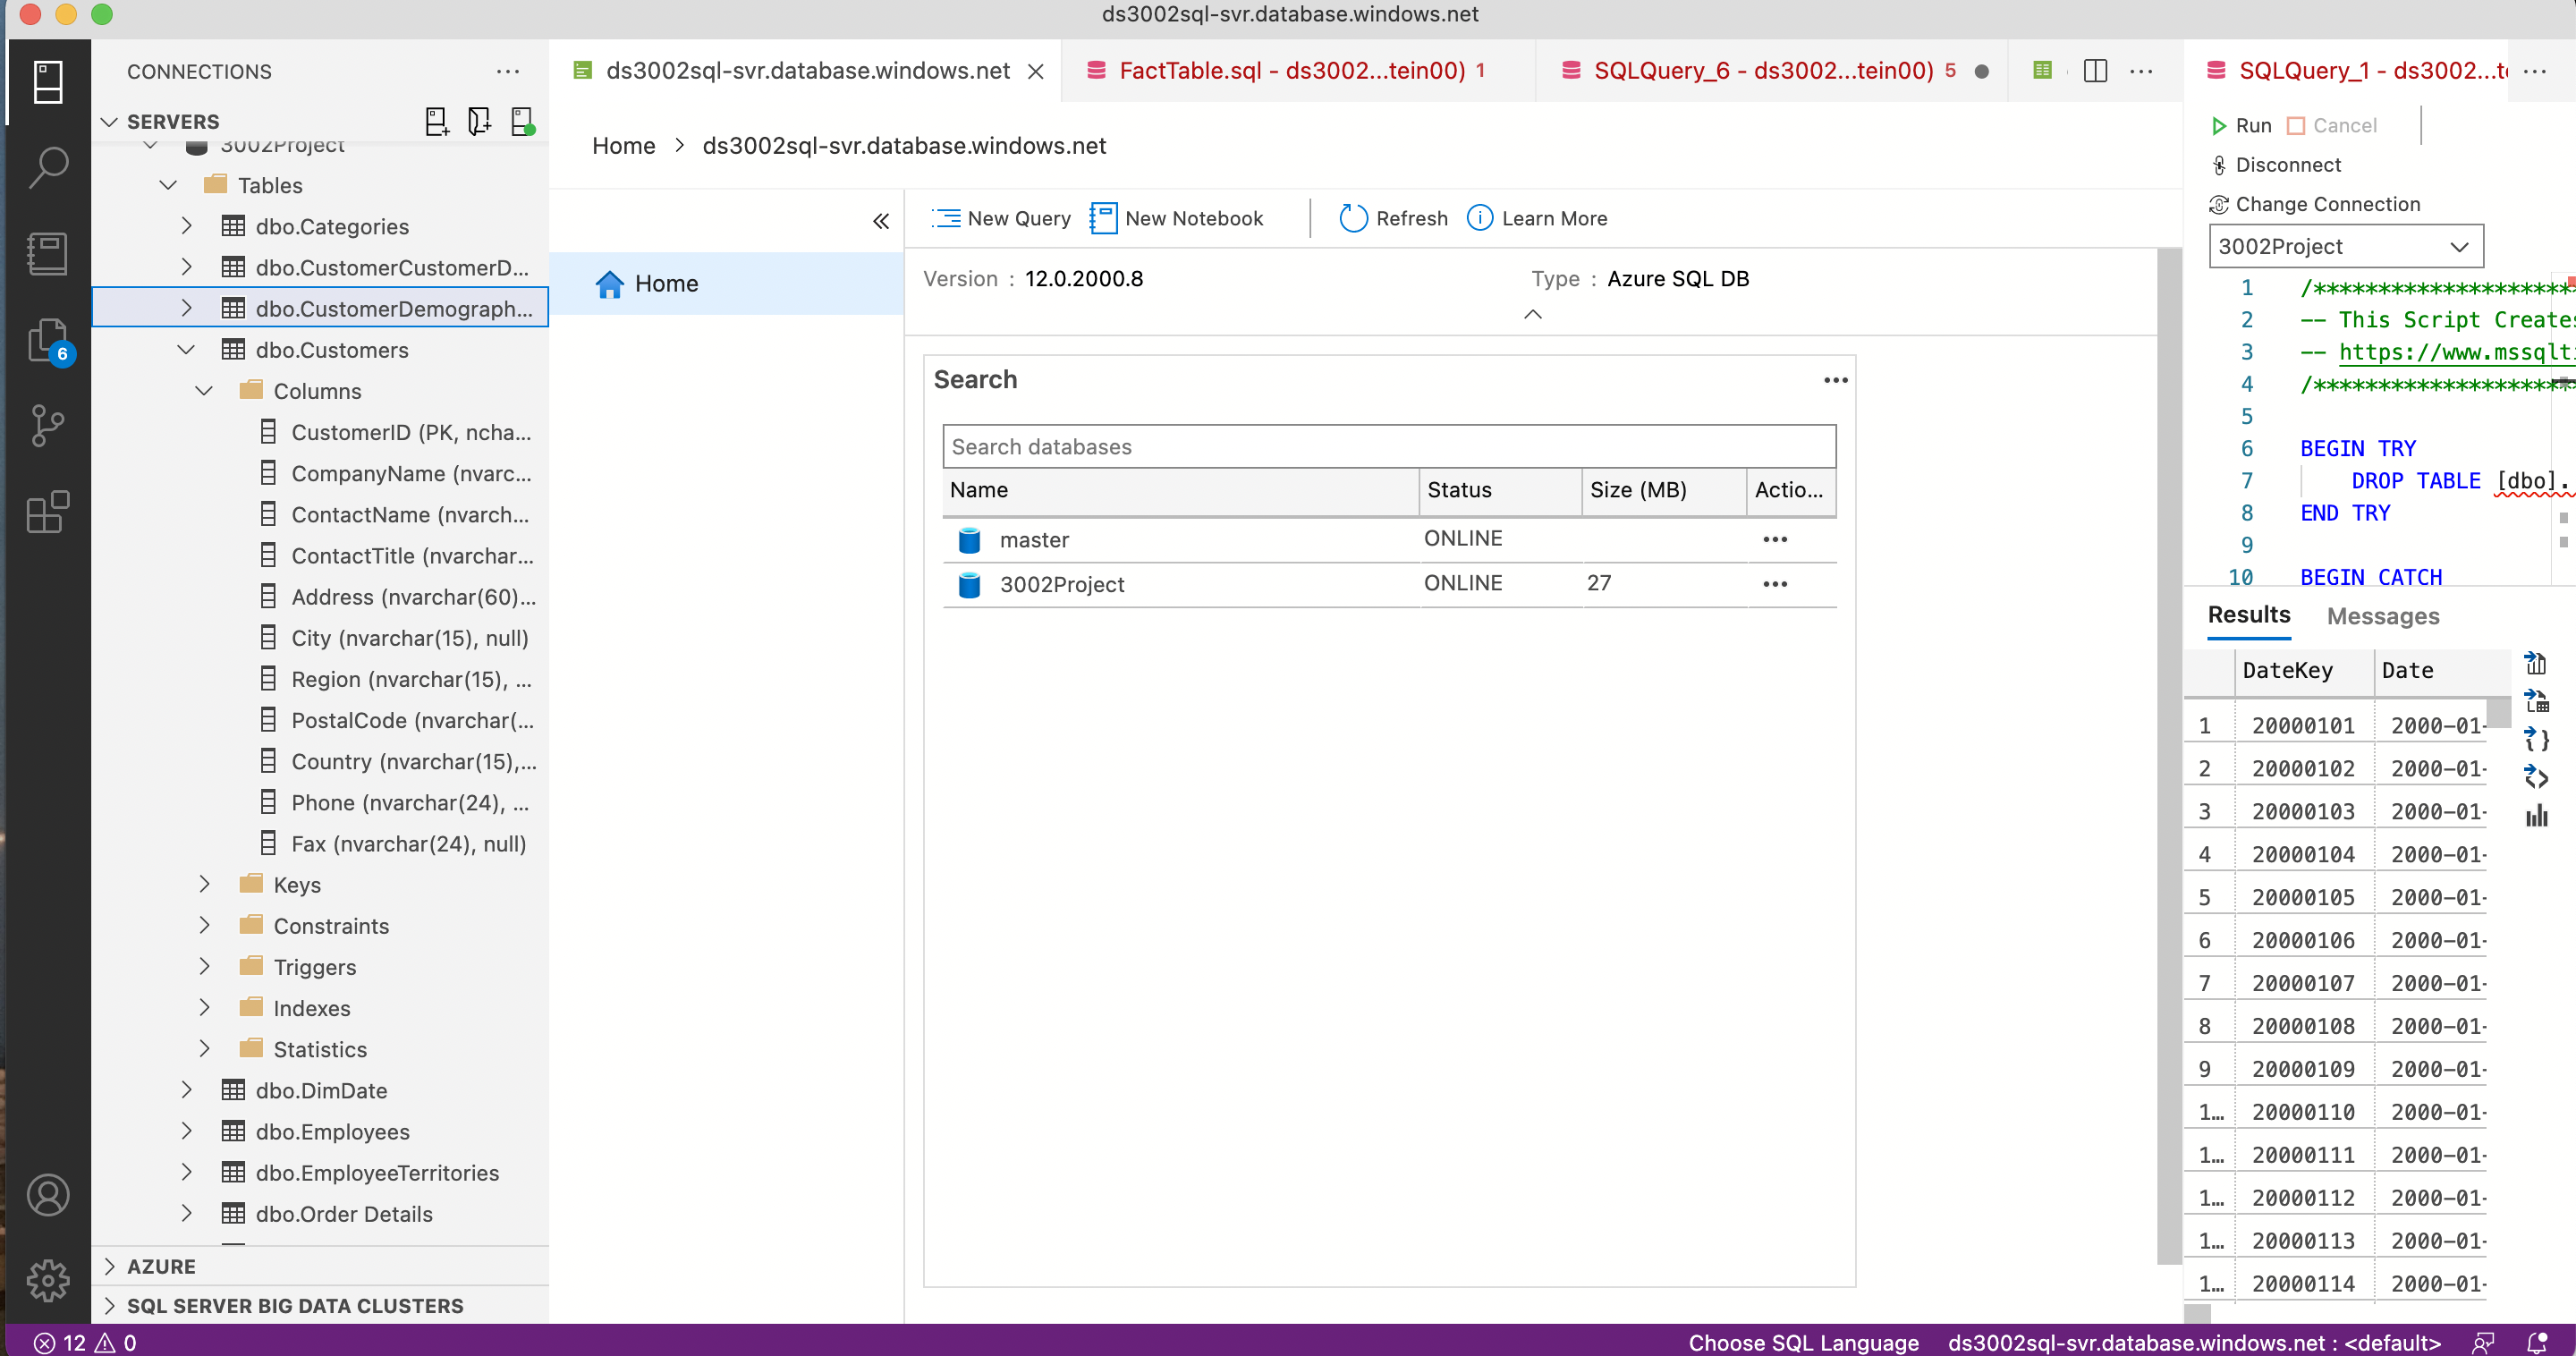 ds3002sql-svr.database.windows.net
CONNECTIONS
SERVERS
3002Project
Tables
dbo.Categories
dbo.CustomerCustomerD...
dbo.CustomerDemograph...
dbo.Customers
Columns
CustomerID (PK, ncha...
CompanyName (nvarc...
ContactName (nvarch...
ContactTitle (nvarchar...
Address (nvarchar(60)...
City (nvarchar(15), null)
Region (nvarchar(15), ...
PostalCode (nvarchar(...
Country (nvarchar(15),...
Phone (nvarchar(24), ...
Fax (nvarchar(24), null)
Keys
Constraints
Triggers
Indexes
Statistics
dbo.DimDate
dbo.Employees
dbo.EmployeeTerritories
dbo.Order Details
AZURE
SQL SERVER BIG DATA CLUSTERS
6
ds3002sql-svr.database.windows.net
FactTable.sql - ds3002...tein00) 1
SQLQuery_6 - ds3002...tein00) 5
Home > ds3002sql-svr.database.windows.net
Home
New Query New Notebook Refresh Learn More
Version : 12.0.2000.8 Type : Azure SQL DB
Search
Search databases
Name Status Size (MB) Actio...
master ONLINE
3002Project ONLINE 27
SQLQuery_1 - ds3002...t
Run Cancel
Disconnect
Change Connection
3002Project
1 /********************
2 -- This Script Creates
3 -- https://www.mssqlt
4 /********************
5
6 BEGIN TRY
7 DROP TABLE [dbo].
8 END TRY
9
10 BEGIN CATCH
Results Messages
DateKey Date
1 20000101 2000-01-
2 20000102 2000-01-
3 20000103 2000-01-
4 20000104 2000-01-
5 20000105 2000-01-
6 20000106 2000-01-
7 20000107 2000-01-
8 20000108 2000-01-
9 20000109 2000-01-
1... 20000110 2000-01-
1... 20000111 2000-01-
1... 20000112 2000-01-
1... 20000113 2000-01-
1... 20000114 2000-01-
12 0
Choose SQL Language ds3002sql-svr.database.windows.net : <default>